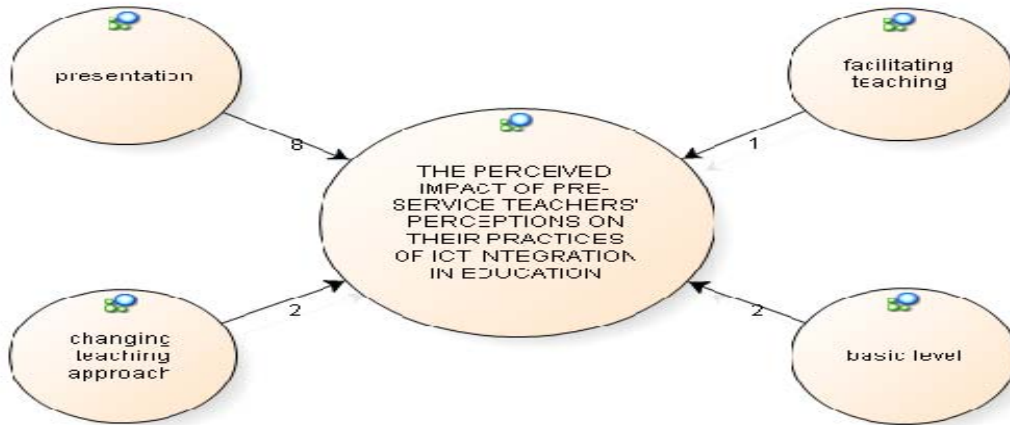 presentation
facilitating
teaching
8
1
THE PERCEIVED
IMPACT OF PRE-
SERVICE TEACHERS'
PERCEPTIONS ON
THEIR PRACTICES
OF ICT INTEGRATION
IN EDUCATION
2
2
changing
teaching
approach
basic level